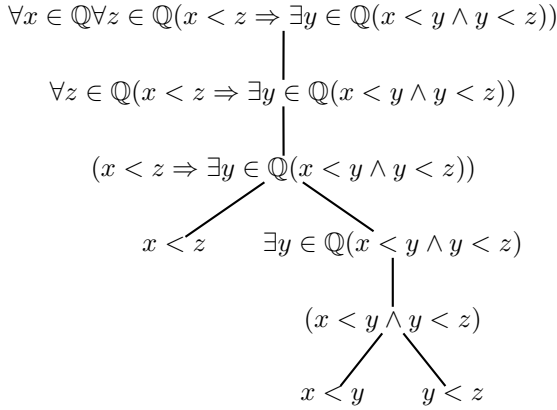 ∀x ∈ ℚ∀z ∈ ℚ(x < z ⇒ ∃y ∈ ℚ(x < y ∧ y < z))
∀z ∈ ℚ(x < z ⇒ ∃y ∈ ℚ(x < y ∧ y < z))
(x < z ⇒ ∃y ∈ ℚ(x < y ∧ y < z))
x < z ∃y ∈ ℚ(x < y ∧ y < z)
(x < y ∧ y < z)
x < y y < z